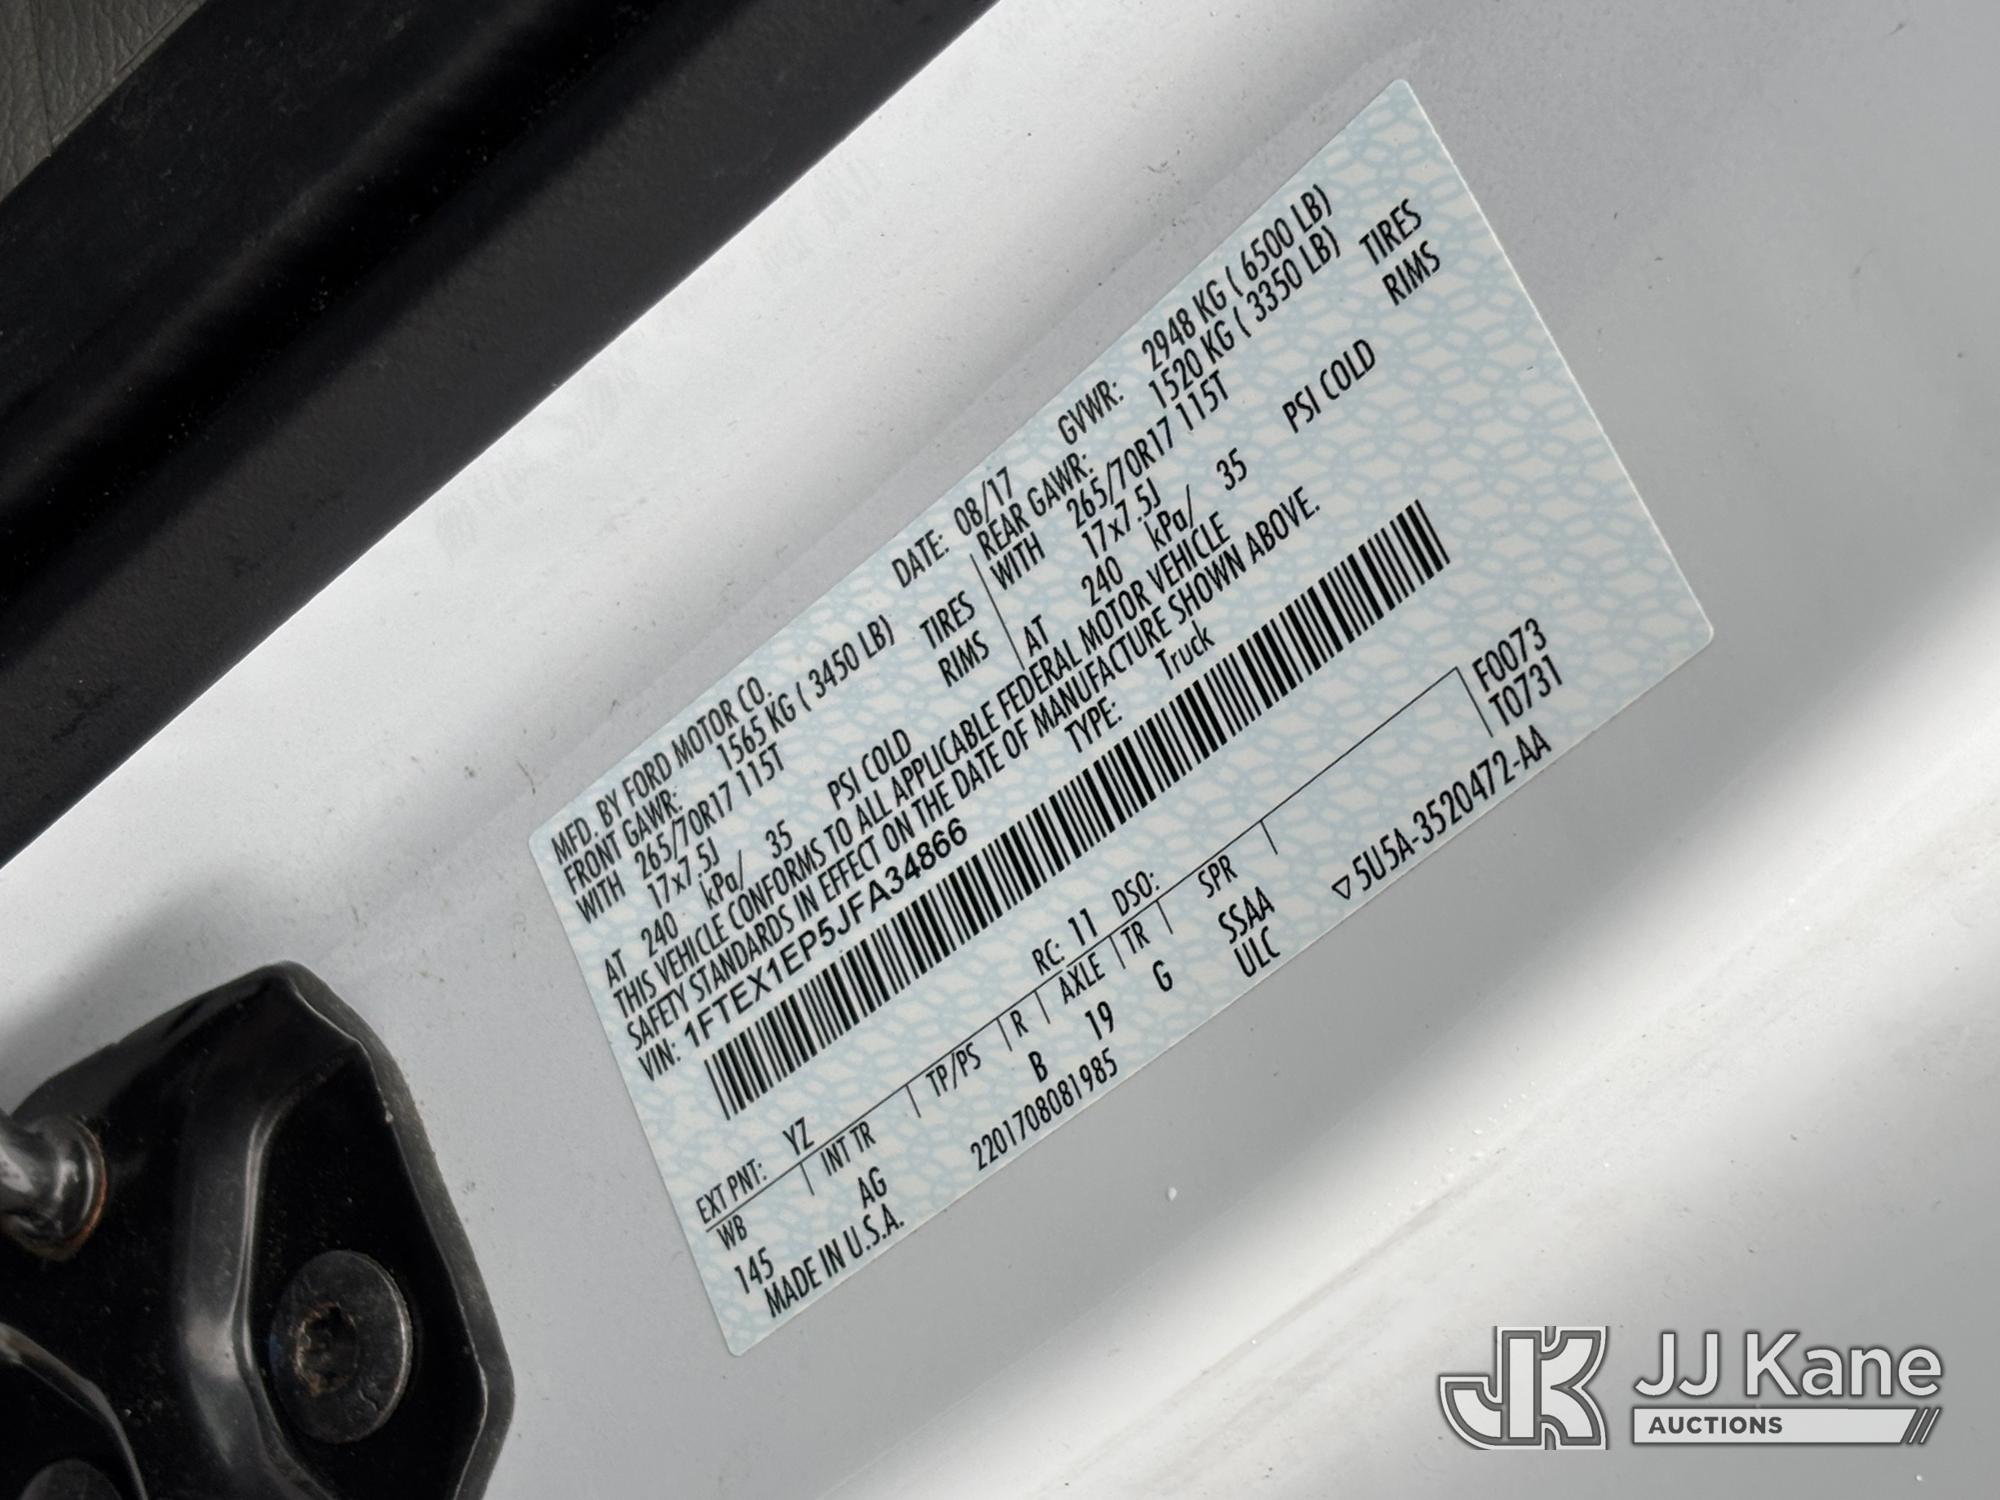 MFD. BY FORD MOTOR CO.
DATE: 08/17 GVWR: 2948 KG ( 6500 LB)
FRONT GAWR: 1565 KG ( 3450 LB) REAR GAWR: 1520 KG ( 3350 LB)
WITH 265/70R17 115T TIRES WITH 265/70R17 115T TIRES
17x7.5J RIMS 17x7.5J RIMS
AT 240 kPa/ 35 PSI COLD AT 240 kPa/ 35 PSI COLD
THIS VEHICLE CONFORMS TO ALL APPLICABLE FEDERAL MOTOR VEHICLE
SAFETY STANDARDS IN EFFECT ON THE DATE OF MANUFACTURE SHOWN ABOVE.
VIN: 1FTEX1EP5JFA34866 TYPE: Truck
EXT PNT: YZ RC: 11 DSO: F0073
WB INT TR TP/PS R AXLE TR SPR T0731
145 AG B 19 G SSAA
MADE IN U.S.A. 2201708081985 ULC ▽5U5A-3520472-AA
JK
JJ Kane
AUCTIONS